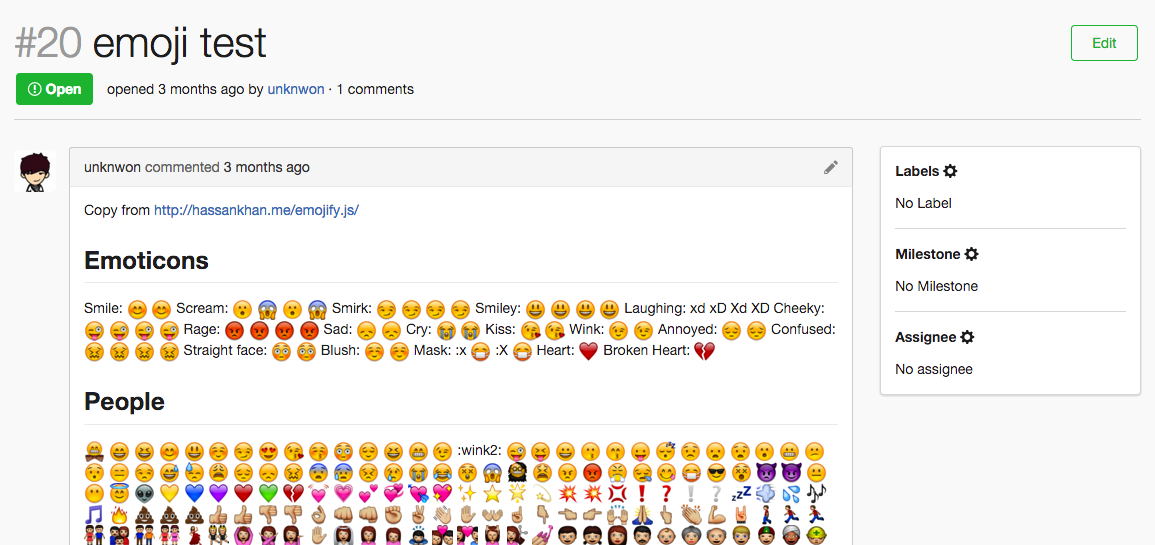 #20 emoji test
Edit
Open opened 3 months ago by unknwon · 1 comments
unknwon commented 3 months ago
Copy from http://hassankhan.me/emojify.js/
Emoticons
Smile: 😊 😊 Scream: 😮 😱 😮 😱 Smirk: 😏 😏 😏 😏 Smiley: 😃 😃 😃 😃 Laughing: xd xD Xd XD Cheeky:
😜 😜 😜 😜 Rage: 😡 😡 😡 😡 Sad: 😞 😞 Cry: 😭 😭 Kiss: 😘 😘 Wink: 😉 😉 Annoyed: 😔 😔 Confused:
😖 😖 😖 😖 Straight face: 😳 😳 Blush: ☺️ ☺️ Mask: :x 😷 :X 😷 Heart: ❤️ Broken Heart: 💔
People
:wink2:
Labels
No Label
Milestone
No Milestone
Assignee
No assignee